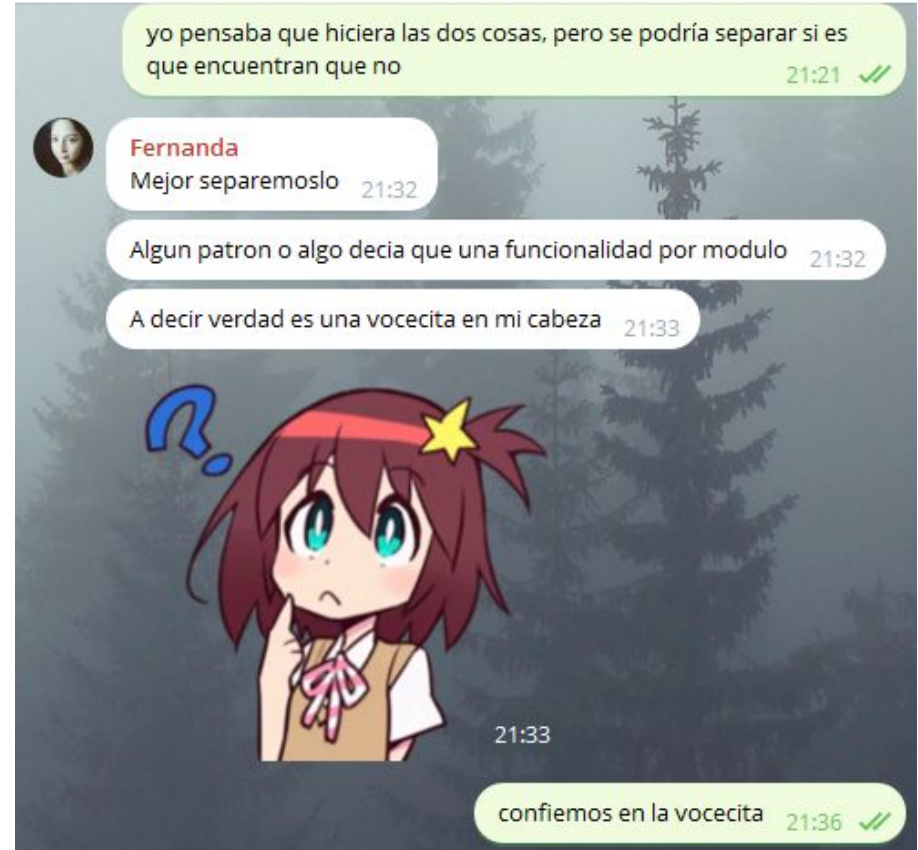 yo pensaba que hiciera las dos cosas, pero se podría separar si es
que encuentran que no
21:21
Fernanda
Mejor separemoslo 21:32
Algun patron o algo decia que una funcionalidad por modulo 21:32
A decir verdad es una vocecita en mi cabeza 21:33
?
21:33
confiemos en la vocecita 21:36